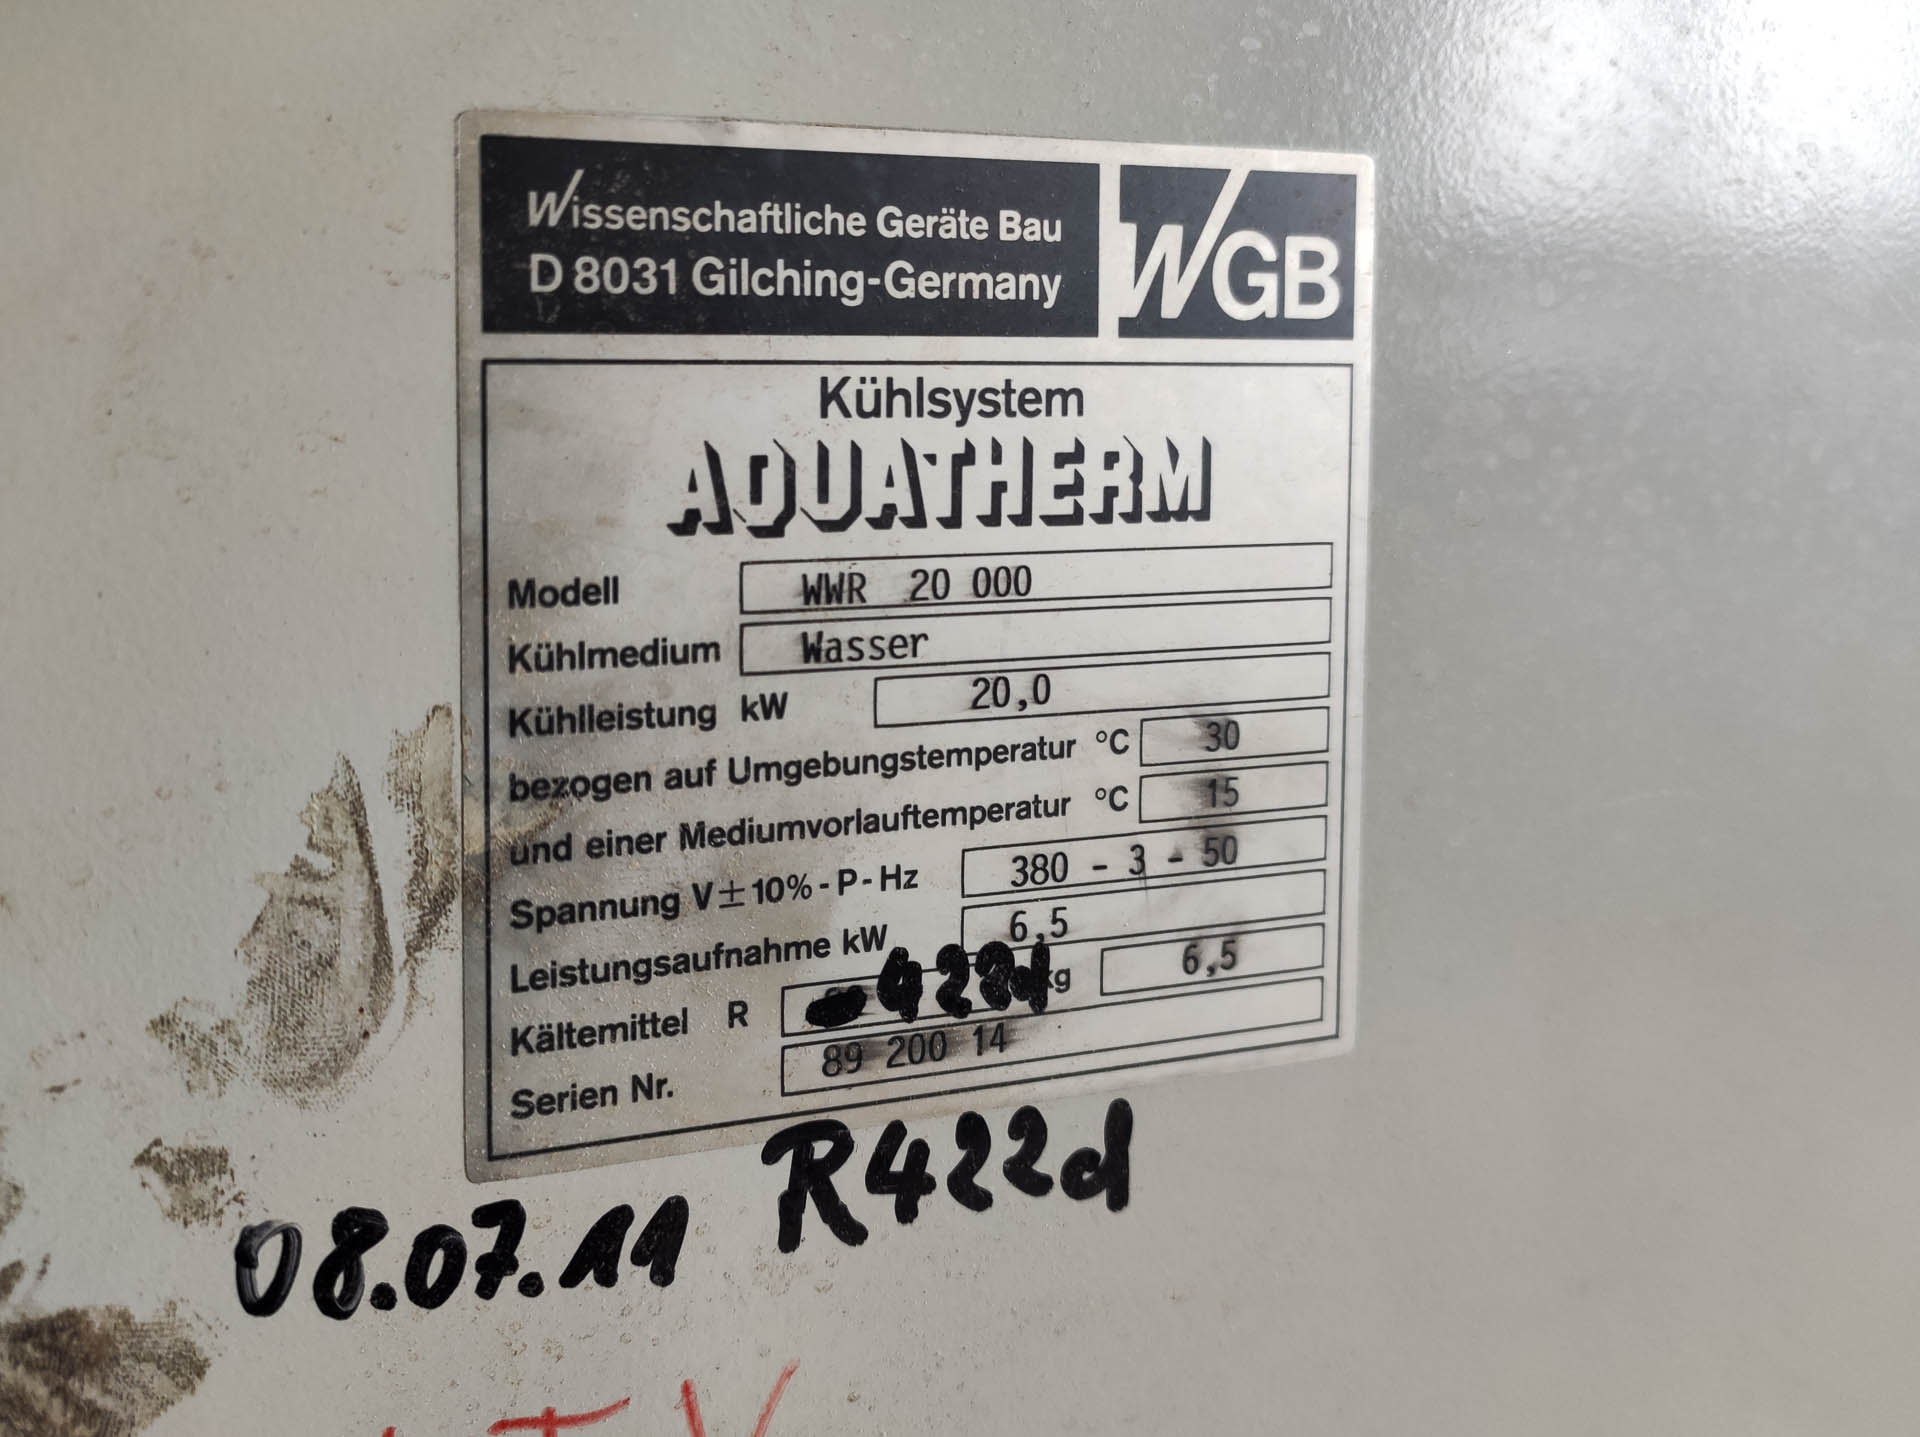 Wissenschaftliche Geräte Bau
D 8031 Gilching-Germany
WGB
Kühlsystem
AQUATHERM
Modell WWR 20 000
Kühlmedium Wasser
Kühlleistung kW 20,0
bezogen auf Umgebungstemperatur °C 30
und einer Mediumvorlauftemperatur °C 15
Spannung V±10%-P-Hz 380 - 3 - 50
Leistungsaufnahme kW 6,5
Kältemittel R 422d kg 6,5
Serien Nr. 89 200 14
R422d
08.07.11